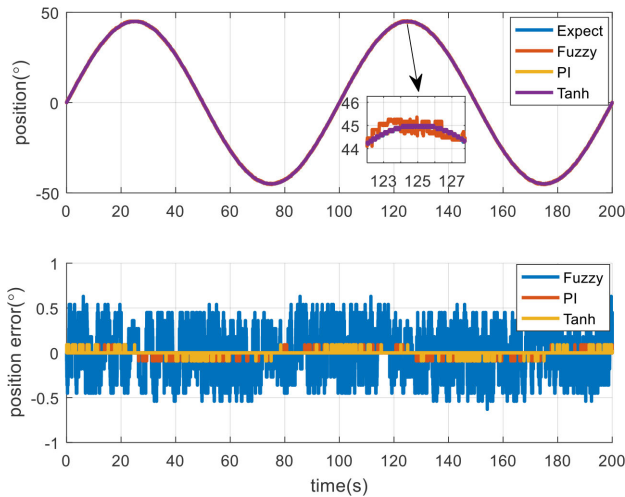 50
0
-50
position(°)
Expect
Fuzzy
PI
Tanh
46
45
44
123 125 127
0 20 40 60 80 100 120 140 160 180 200
1
0.5
0
-0.5
-1
position error(°)
Fuzzy
PI
Tanh
0 20 40 60 80 100 120 140 160 180 200
time(s)